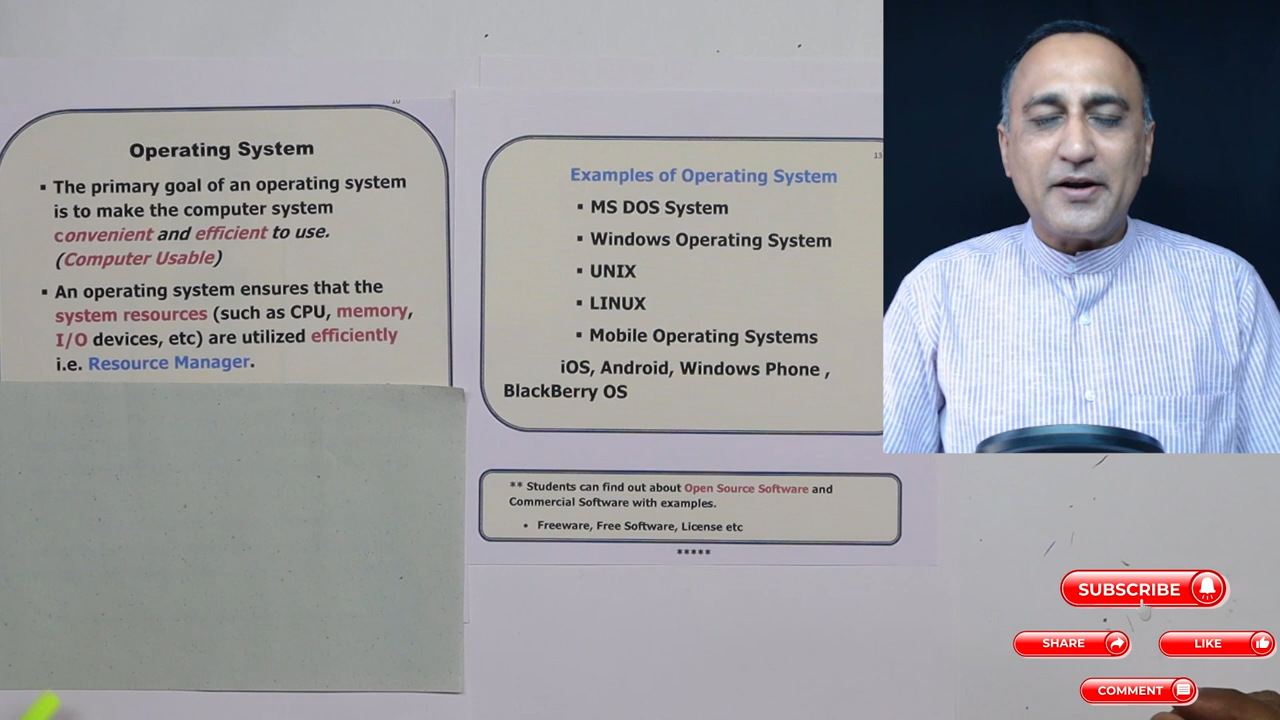 10
Operating System
▪ The primary goal of an operating system
is to make the computer system
convenient and efficient to use.
(Computer Usable)
▪ An operating system ensures that the
system resources (such as CPU, memory,
I/O devices, etc) are utilized efficiently
i.e. Resource Manager.
13
Examples of Operating System
▪ MS DOS System
▪ Windows Operating System
▪ UNIX
▪ LINUX
▪ Mobile Operating Systems
iOS, Android, Windows Phone ,
BlackBerry OS
** Students can find out about Open Source Software and
Commercial Software with examples.
• Freeware, Free Software, License etc
*****
SUBSCRIBE
SHARE
LIKE
COMMENT